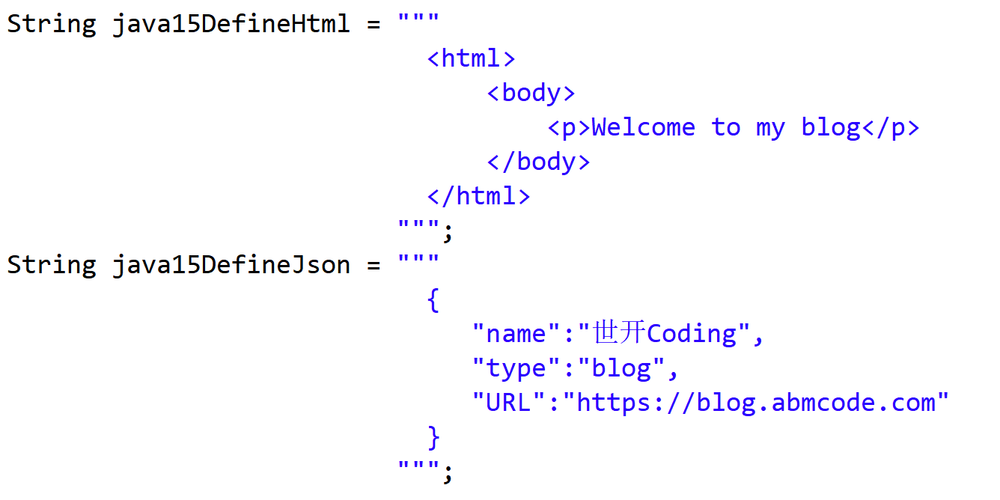 String java15DefineHtml = """
                            <html>
                                <body>
                                    <p>Welcome to my blog</p>
                                </body>
                            </html>
                          """;
String java15DefineJson = """
                            {
                               "name":"世开Coding",
                               "type":"blog",
                               "URL":"https://blog.abmcode.com"
                            }
                          """;